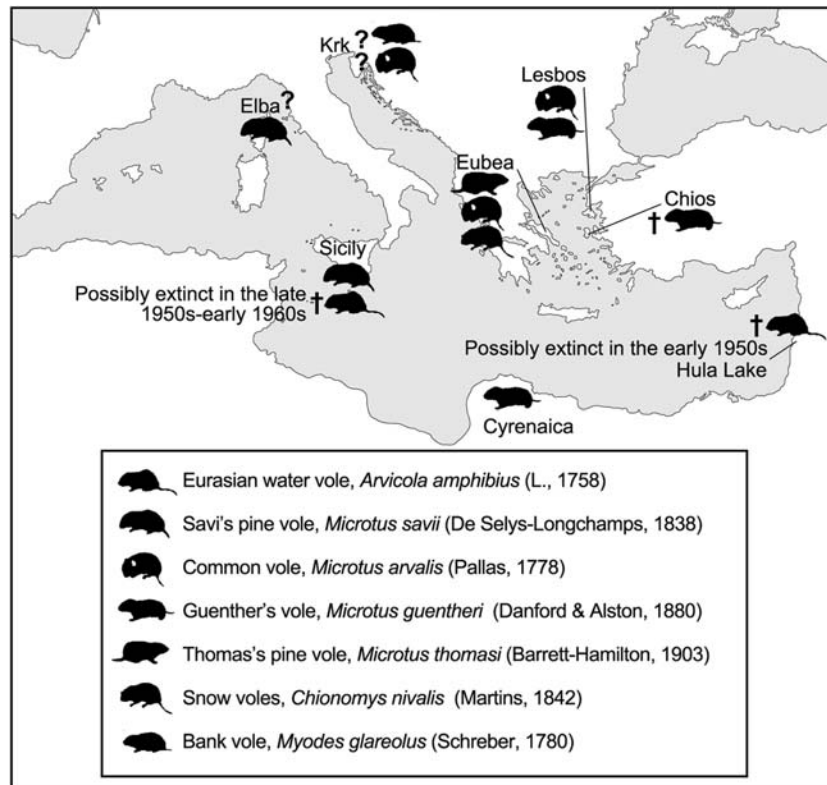 Krk ?
?
Lesbos
Elba ?
Eubea
Chios
†
Sicily
Possibly extinct in the late
1950s-early 1960s †
†
Possibly extinct in the early 1950s
Hula Lake
Cyrenaica
Eurasian water vole, Arvicola amphibius (L., 1758)
Savi's pine vole, Microtus savii (De Selys-Longchamps, 1838)
Common vole, Microtus arvalis (Pallas, 1778)
Guenther's vole, Microtus guentheri (Danford & Alston, 1880)
Thomas's pine vole, Microtus thomasi (Barrett-Hamilton, 1903)
Snow voles, Chionomys nivalis (Martins, 1842)
Bank vole, Myodes glareolus (Schreber, 1780)